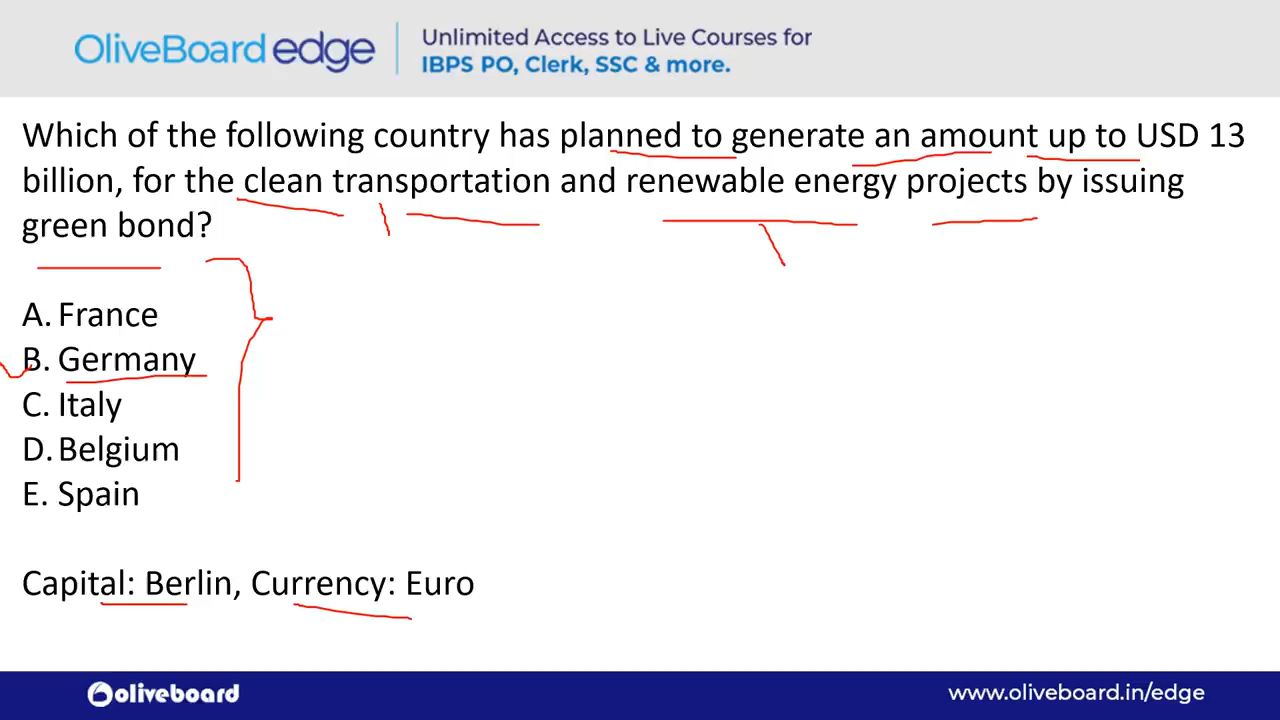 OliveBoard edge
Unlimited Access to Live Courses for
IBPS PO, Clerk, SSC & more.
Which of the following country has planned to generate an amount up to USD 13
billion, for the clean transportation and renewable energy projects by issuing
green bond?
A. France
B. Germany
C. Italy
D. Belgium
E. Spain
Capital: Berlin, Currency: Euro
oliveboard
www.oliveboard.in/edge